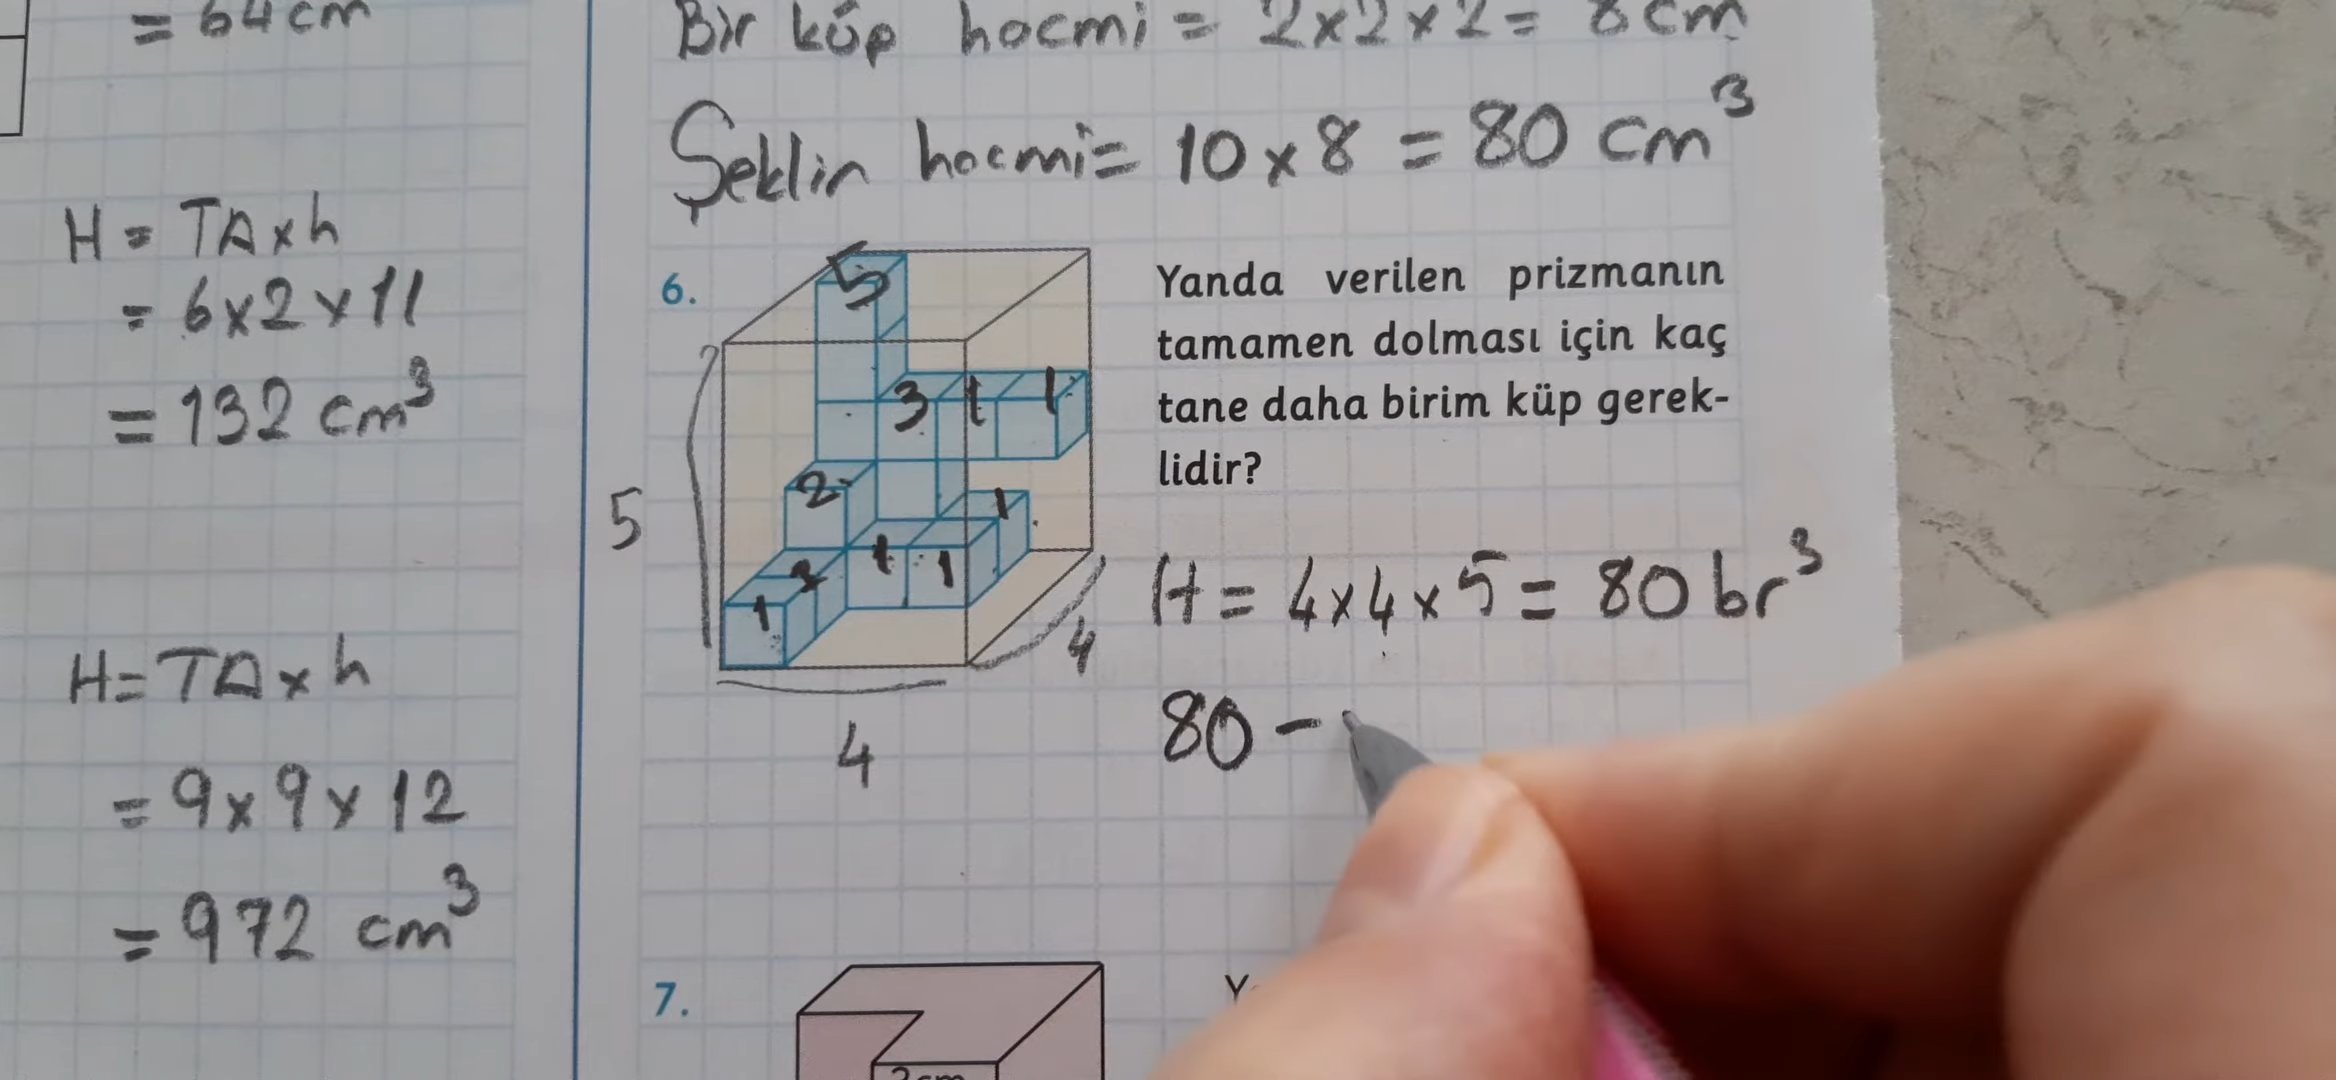 = 64 cm
H = TA x h
= 6x2x11
= 132 cm³
H = TA x h
= 9x9x12
= 972 cm³
Bir küp hacmi = 2x2x2 = 8 cm
Şeklin hacmi = 10 x 8 = 80 cm³
6.
Yanda verilen prizmanın
tamamen dolması için kaç
tane daha birim küp gerek-
lidir?
5
3 1 1
2
1
1 1
1
5
4
4
H = 4x4x5 = 80 br³
80 -
7.